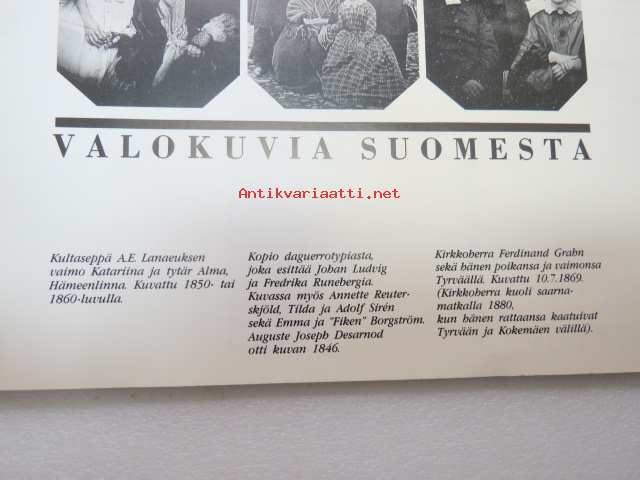 VALOKUVIA SUOMESTA
Antikvariaatti.net
Kultaseppä A.E. Lanaeuksen
vaimo Katariina ja tytär Alma,
Hämeenlinna. Kuvattu 1850- tai
1860-luvulla.
Kopio daguerrotypiasta,
joka esittää Johan Ludvig
ja Fredrika Runebergia.
Kuvassa myös Annette Reuter-
skjöld, Tilda ja Adolf Sirén
sekä Emma ja "Fiken" Borgström.
Auguste Joseph Desarnod
otti kuvan 1846.
Kirkkoherra Ferdinand Grahn
sekä hänen poikansa ja vaimonsa
Tyrväällä. Kuvattu 10.7.1869.
(Kirkkoherra kuoli saarna-
matkalla 1880,
kun hänen rattaansa kaatuivat
Tyrvään ja Kokemäen välillä).